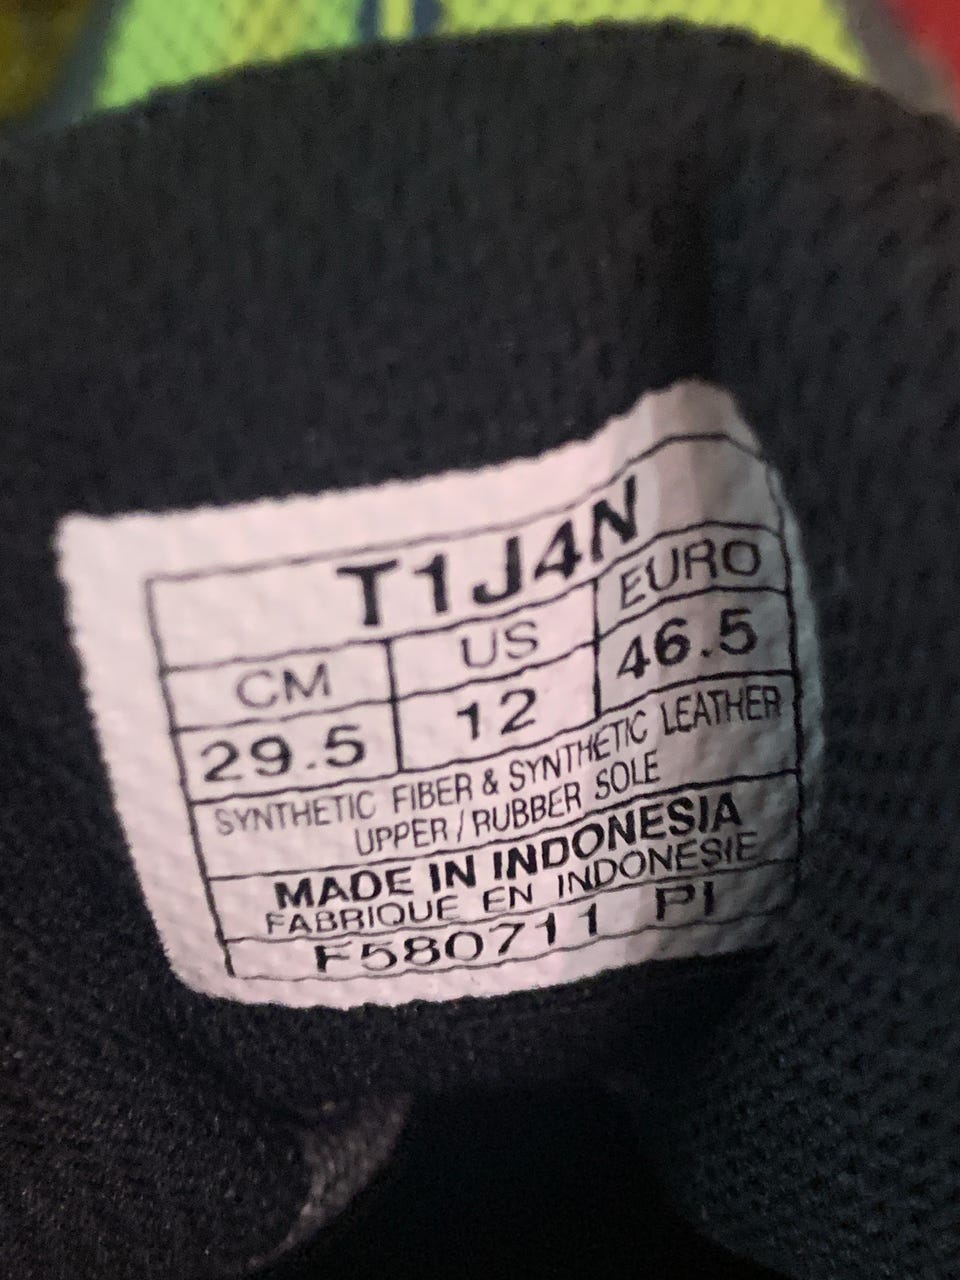 T1J4N
CM US EURO
29.5 12 46.5
SYNTHETIC FIBER & SYNTHETIC LEATHER
UPPER / RUBBER SOLE
MADE IN INDONESIA
FABRIQUE EN INDONESIE
F580711 PI